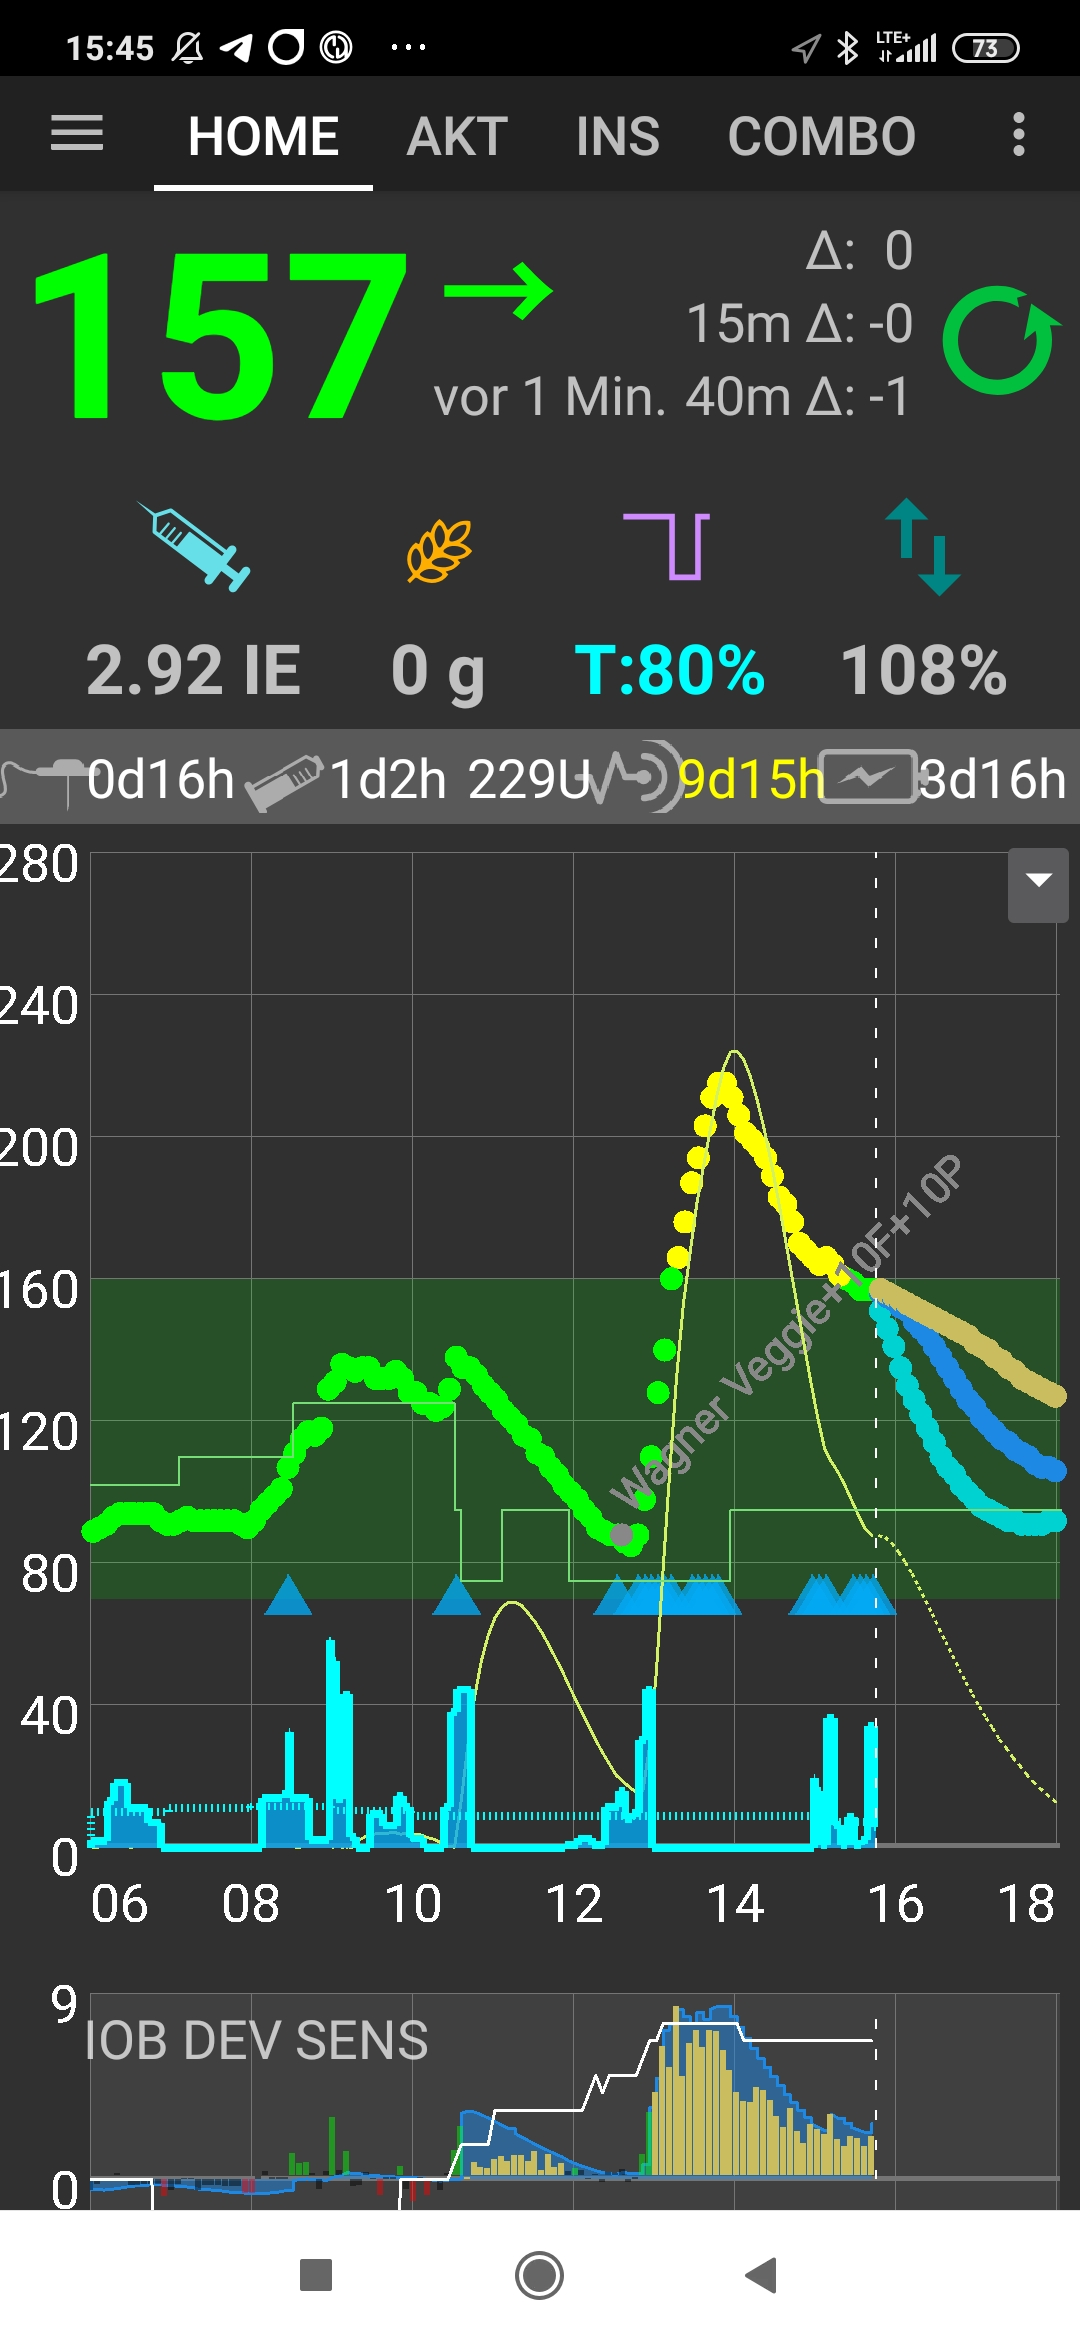 15:45 ... LTE+ 73
HOME AKT INS COMBO
157
Δ: 0
15m Δ: -0
vor 1 Min. 40m Δ: -1
2.92 IE 0 g T:80% 108%
0d16h 1d2h 229U 9d15h 3d16h
280
240
200
160
120
80
40
0
Wagner Veggie+10F+10P
06 08 10 12 14 16 18
9
IOB DEV SENS
0